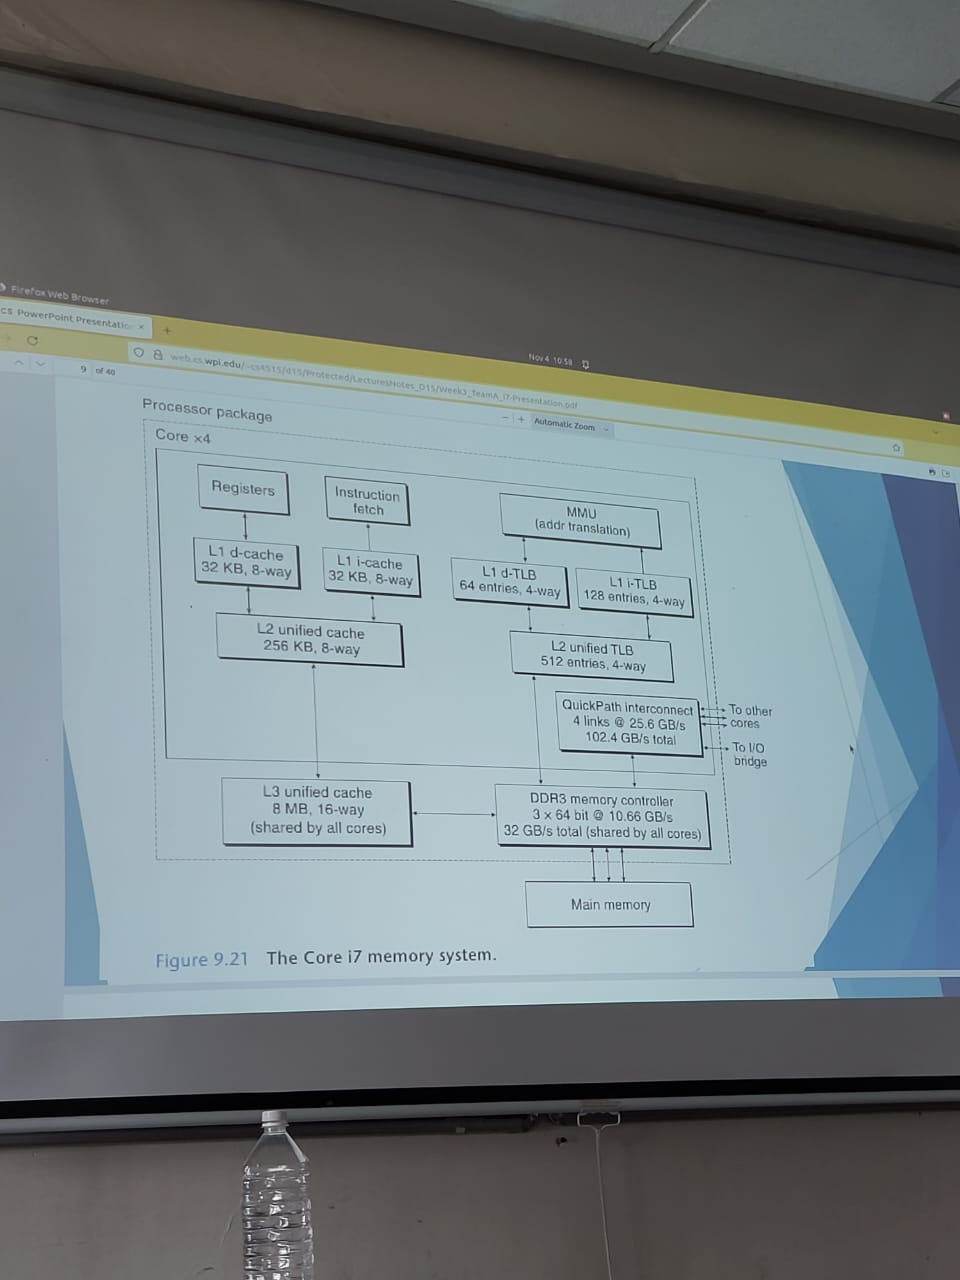 Firefox Web Browser
Nov 4 10:58
cs PowerPoint Presentation ×
+
web.cs.wpi.edu/~cs4515/d15/Protected/LecturesNotes_D15/Week3_TeamA_i7-Presentation.pdf
9 of 40
− + Automatic Zoom
Processor package
Core x4
Registers
Instruction
fetch
MMU
(addr translation)
L1 d-cache
32 KB, 8-way
L1 i-cache
32 KB, 8-way
L1 d-TLB
64 entries, 4-way
L1 i-TLB
128 entries, 4-way
L2 unified cache
256 KB, 8-way
L2 unified TLB
512 entries, 4-way
QuickPath interconnect
4 links @ 25.6 GB/s
102.4 GB/s total
To other
cores
To I/O
bridge
L3 unified cache
8 MB, 16-way
(shared by all cores)
DDR3 memory controller
3 x 64 bit @ 10.66 GB/s
32 GB/s total (shared by all cores)
Main memory
Figure 9.21 The Core i7 memory system.